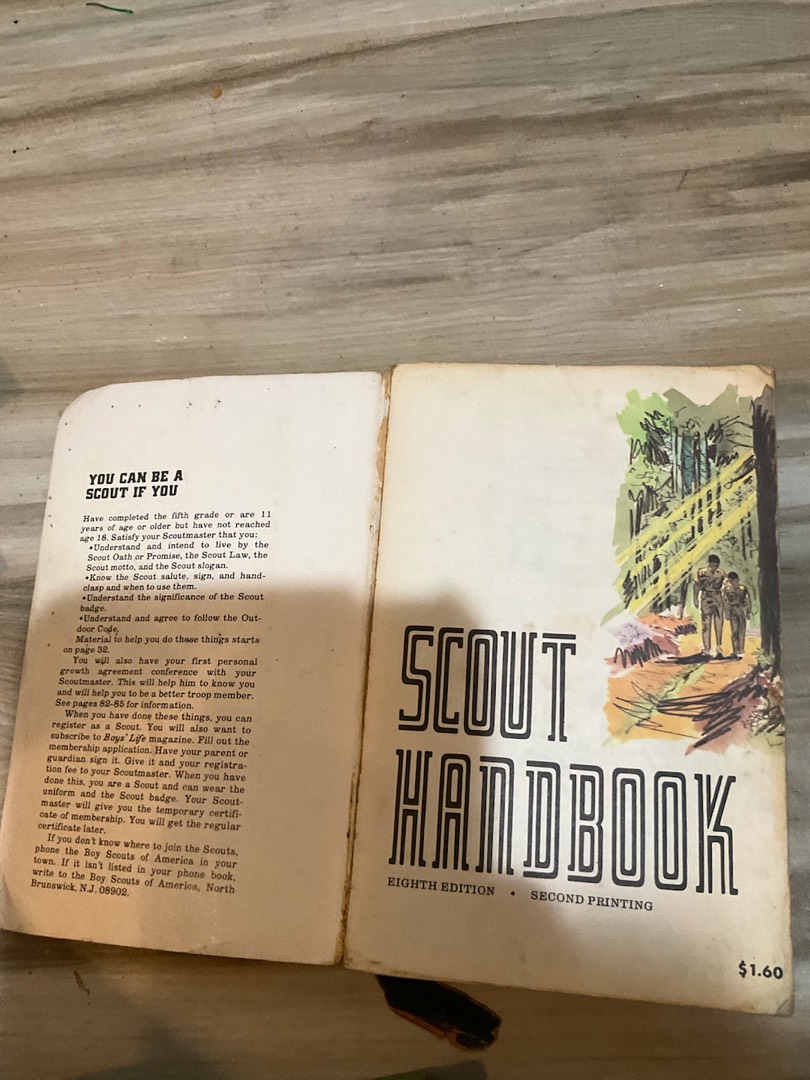 YOU CAN BE A
SCOUT IF YOU
Have completed the fifth grade or are 11
years of age or older but have not reached
age 18. Satisfy your Scoutmaster that you:
•Understand and intend to live by the
Scout Oath or Promise, the Scout Law, the
Scout motto, and the Scout slogan.
•Know the Scout salute, sign, and hand-
clasp and when to use them.
•Understand the significance of the Scout
badge.
•Understand and agree to follow the Out-
door Code.
Material to help you do these things starts
on page 32.
You will also have your first personal
growth agreement conference with your
Scoutmaster. This will help him to know you
and will help you to be a better troop member.
See pages 82-85 for information.
When you have done these things, you can
register as a Scout. You will also want to
subscribe to Boys' Life magazine. Fill out the
membership application. Have your parent or
guardian sign it. Give it and your registra-
tion fee to your Scoutmaster. When you have
done this, you are a Scout and can wear the
uniform and the Scout badge. Your Scout-
master will give you the temporary certifi-
cate of membership. You will get the regular
certificate later.
If you don't know where to join the Scouts,
phone the Boy Scouts of America in your
town. If it isn't listed in your phone book,
write to the Boy Scouts of America, North
Brunswick, N.J. 08902.
SCOUT
HANDBOOK
EIGHTH EDITION • SECOND PRINTING
$1.60